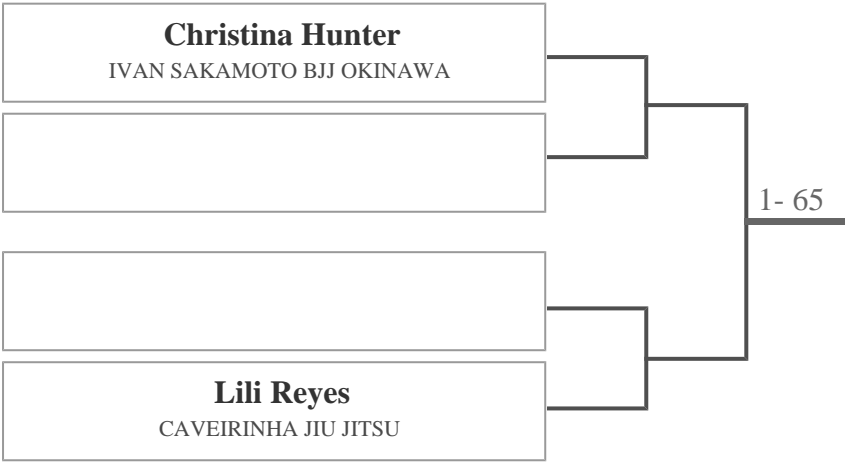 Christina Hunter
IVAN SAKAMOTO BJJ OKINAWA
1- 65
Lili Reyes
CAVEIRINHA JIU JITSU